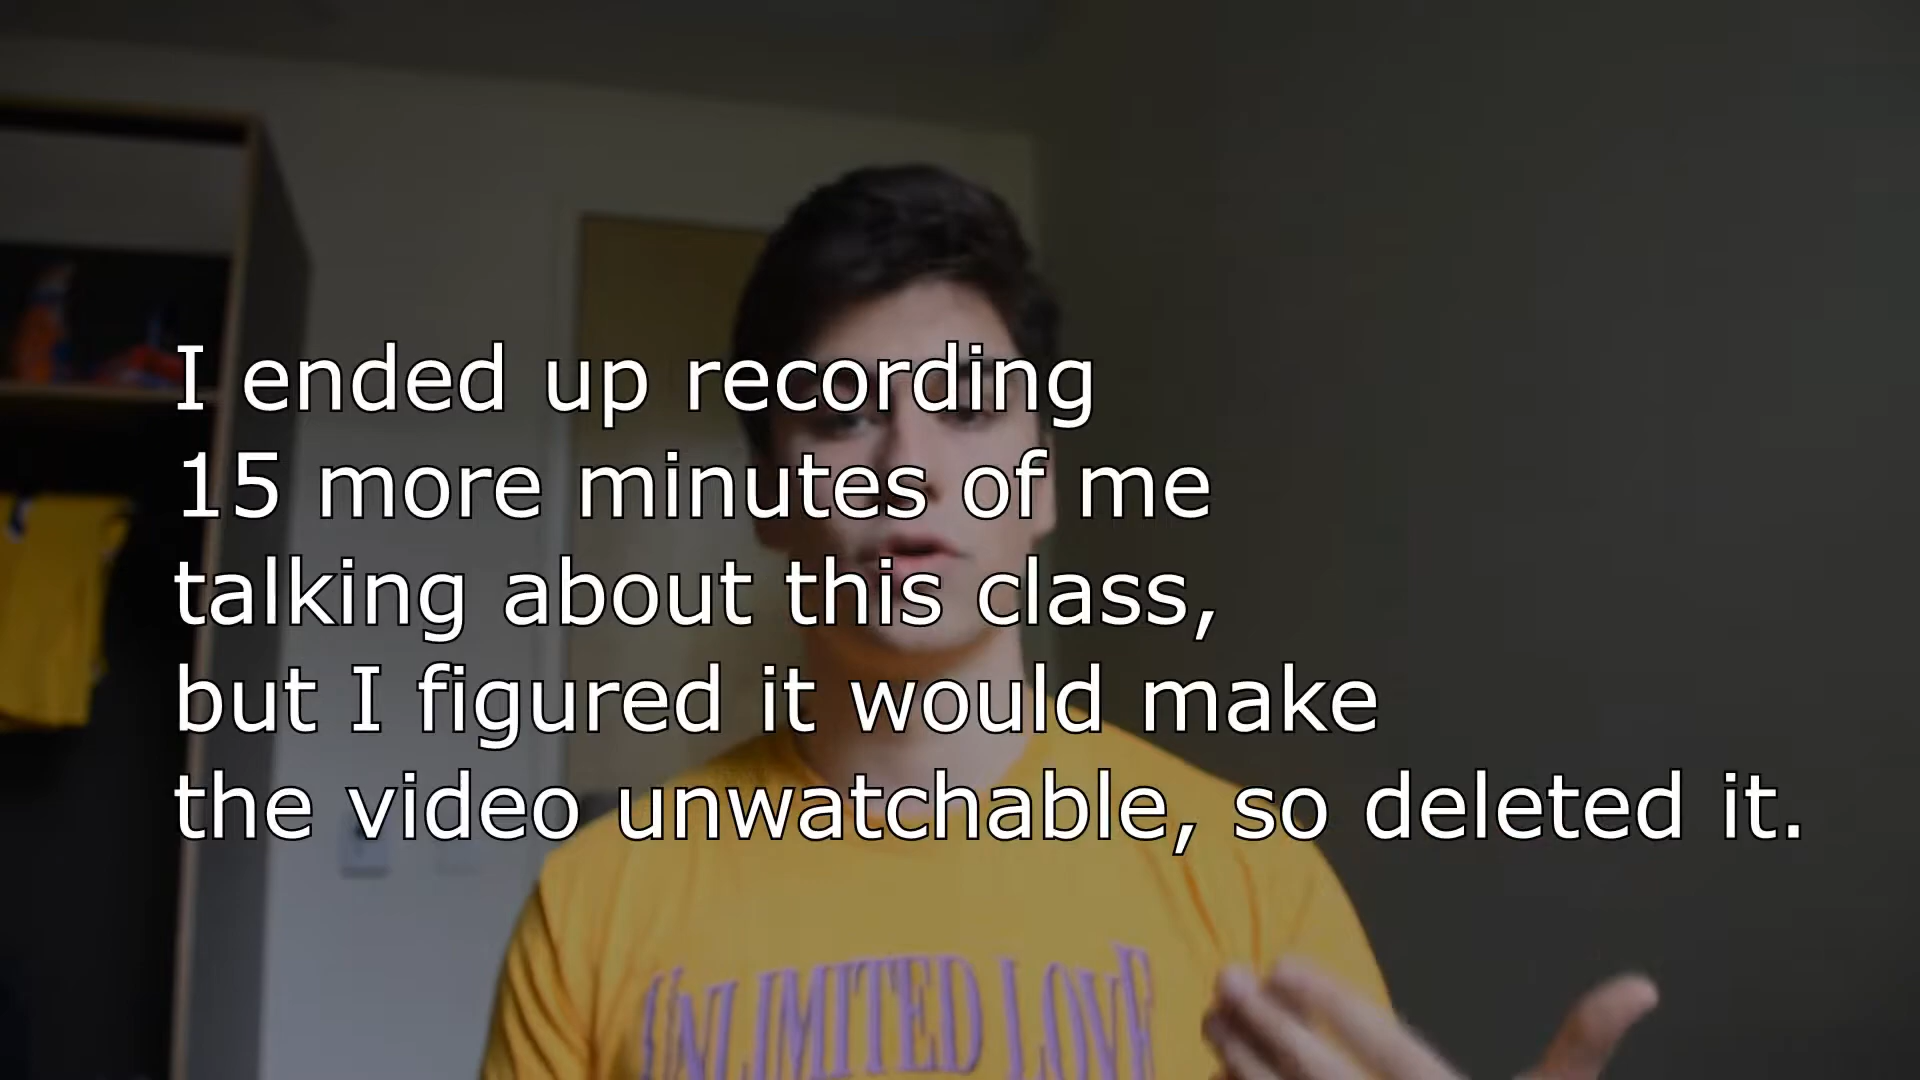 I ended up recording
15 more minutes of me
talking about this class,
but I figured it would make
the video unwatchable, so deleted it.
UNLIMITED LOVE